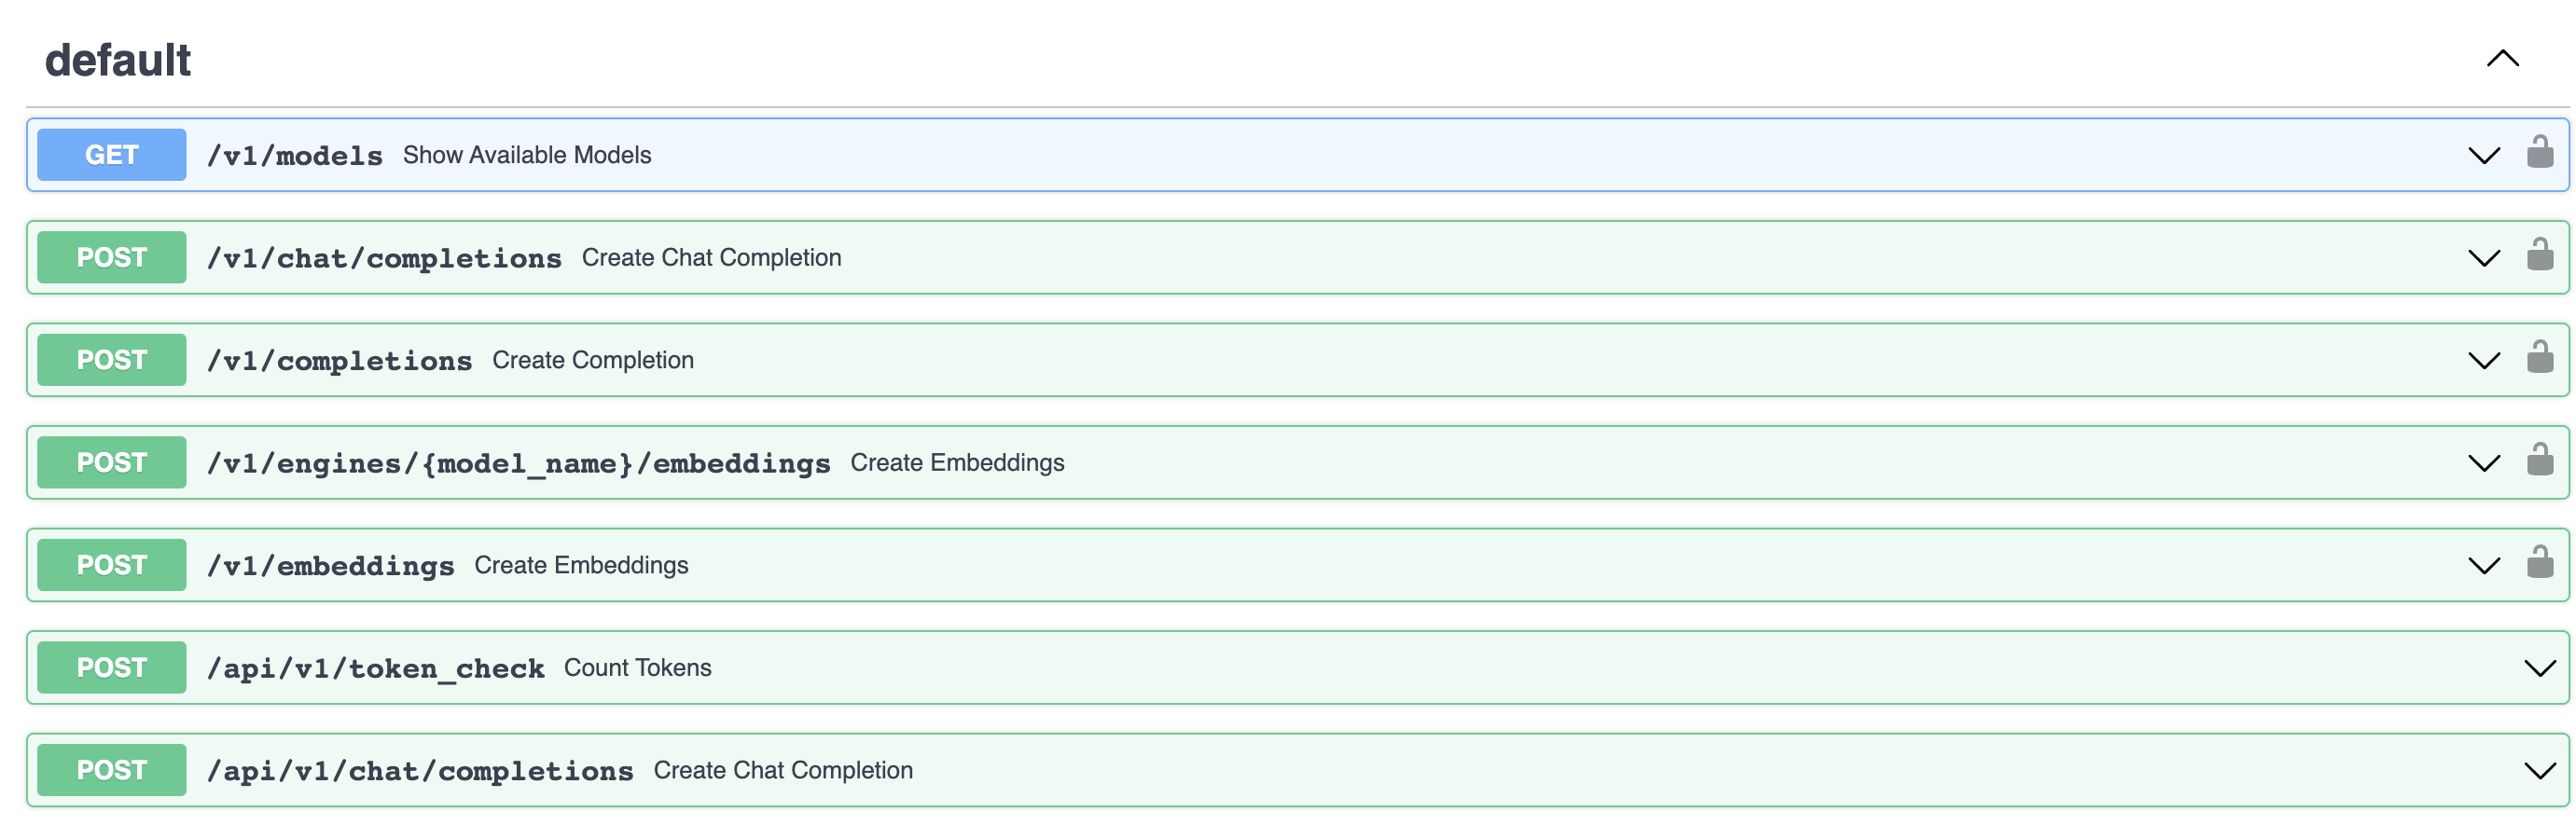 default
GET /v1/models Show Available Models
POST /v1/chat/completions Create Chat Completion
POST /v1/completions Create Completion
POST /v1/engines/{model_name}/embeddings Create Embeddings
POST /v1/embeddings Create Embeddings
POST /api/v1/token_check Count Tokens
POST /api/v1/chat/completions Create Chat Completion